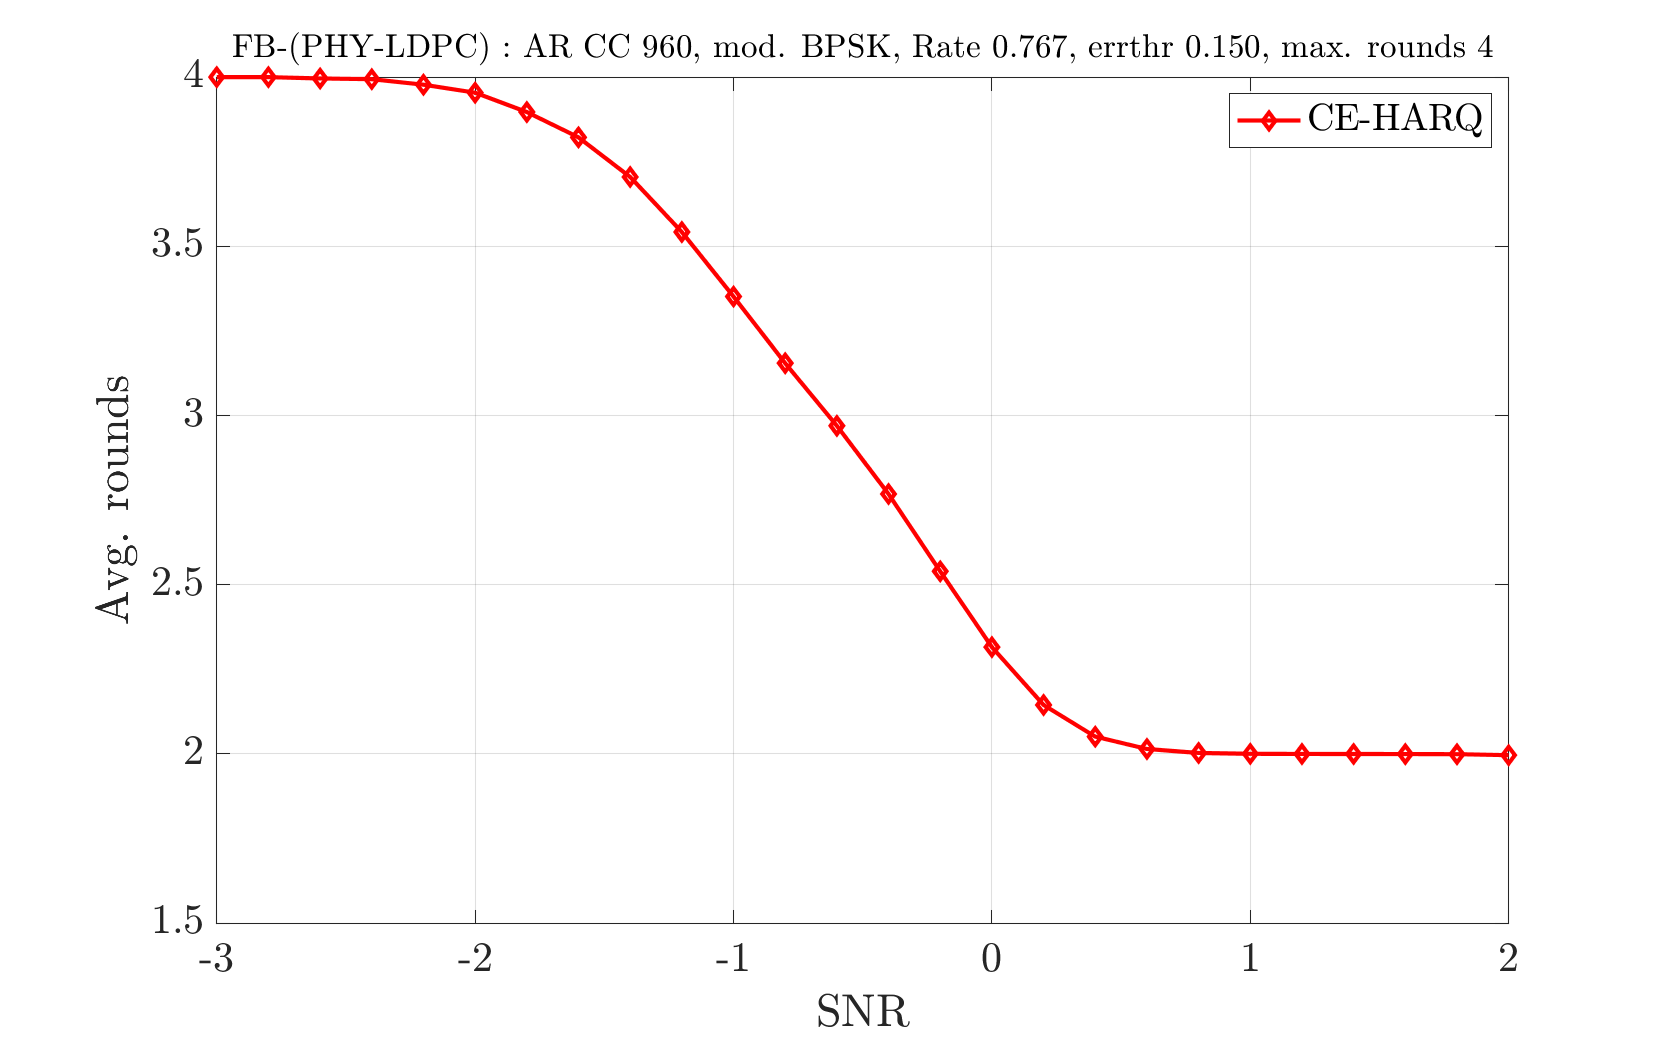 FB-(PHY-LDPC) : AR CC 960, mod. BPSK, Rate 0.767, errthr 0.150, max. rounds 4
CE-HARQ
4
3.5
3
2.5
2
1.5
Avg. rounds
-3 -2 -1 0 1 2
SNR